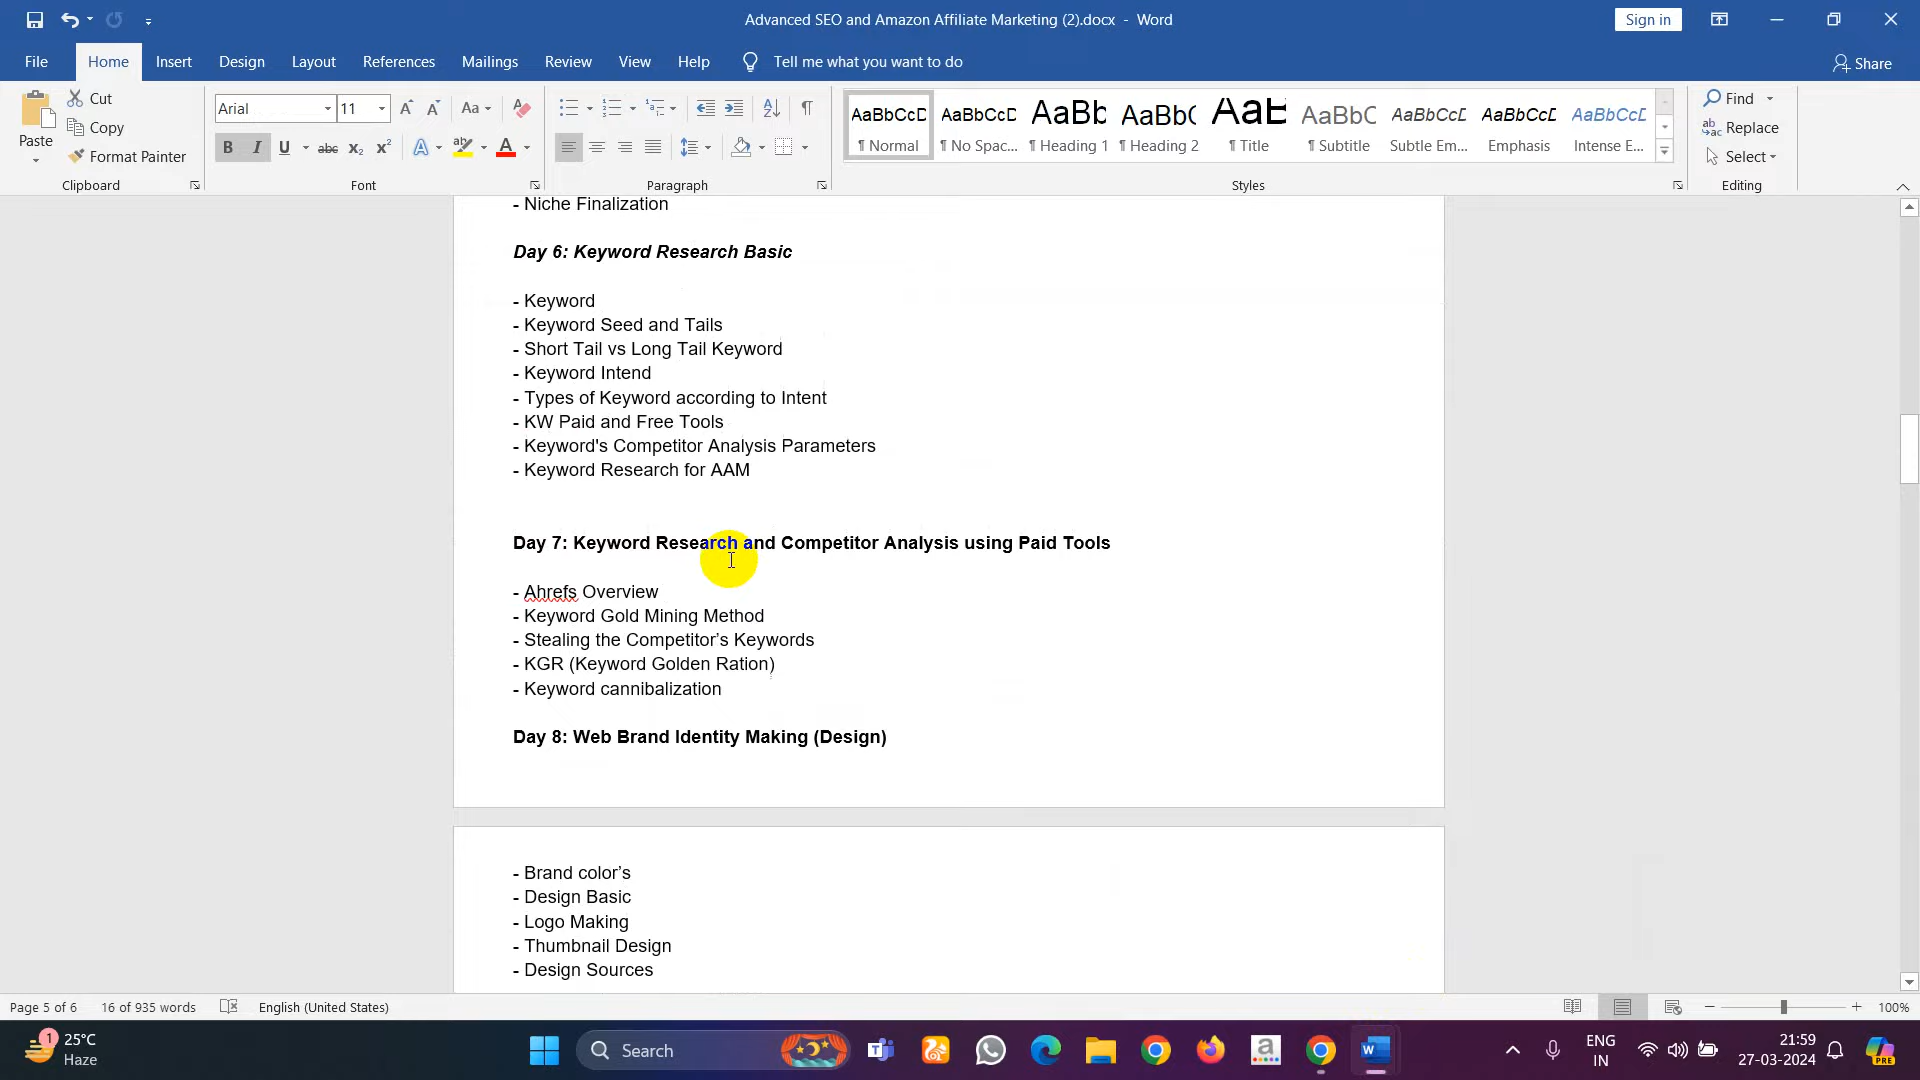 Advanced SEO and Amazon Affiliate Marketing (2).docx - Word
Sign in
File Home Insert Design Layout References Mailings Review View Help Tell me what you want to do Share
Paste
Cut
Copy
Format Painter
Clipboard
Arial 11
Font
Paragraph
AaBbCcD AaBbCcD AaBb( AaBb( AaB AaBbC AaBbCcD AaBbCcD AaBbCcD
¶ Normal ¶ No Spac... ¶ Heading 1 ¶ Heading 2 ¶ Title ¶ Subtitle Subtle Em... Emphasis Intense E...
Styles
Find
Replace
Select
Editing
- Niche Finalization
Day 6: Keyword Research Basic
- Keyword
- Keyword Seed and Tails
- Short Tail vs Long Tail Keyword
- Keyword Intend
- Types of Keyword according to Intent
- KW Paid and Free Tools
- Keyword's Competitor Analysis Parameters
- Keyword Research for AAM
Day 7: Keyword Research and Competitor Analysis using Paid Tools
- Ahrefs Overview
- Keyword Gold Mining Method
- Stealing the Competitor’s Keywords
- KGR (Keyword Golden Ration)
- Keyword cannibalization
Day 8: Web Brand Identity Making (Design)
- Brand color’s
- Design Basic
- Logo Making
- Thumbnail Design
- Design Sources
Page 5 of 6 16 of 935 words English (United States) 100%
1
25°C
Haze
Search
ENG
IN
21:59
27-03-2024
PRE